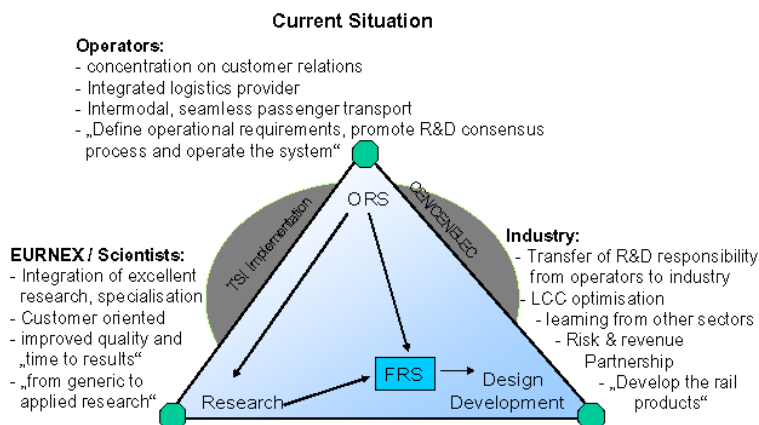 Current Situation
Operators:
- concentration on customer relations
- Integrated logistics provider
- Intermodal, seamless passenger transport
- „Define operational requirements, promote R&D consensus
process and operate the system“
ORS
TSI Implementation
CEN/CENELEC
EURNEX / Scientists:
- Integration of excellent
research, specialisation
- Customer oriented
- improved quality and
„time to results“
- „from generic to
applied research“
Industry:
- Transfer of R&D responsibility
from operators to industry
- LCC optimisation
- learning from other sectors
- Risk & revenue
Partnership
- „Develop the rail
products“
Research
FRS
Design
Development